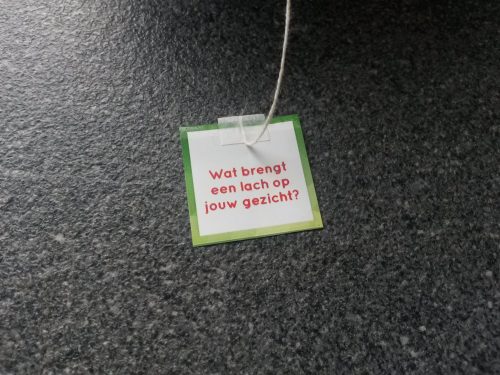 Wat brengt
een lach op
jouw gezicht?